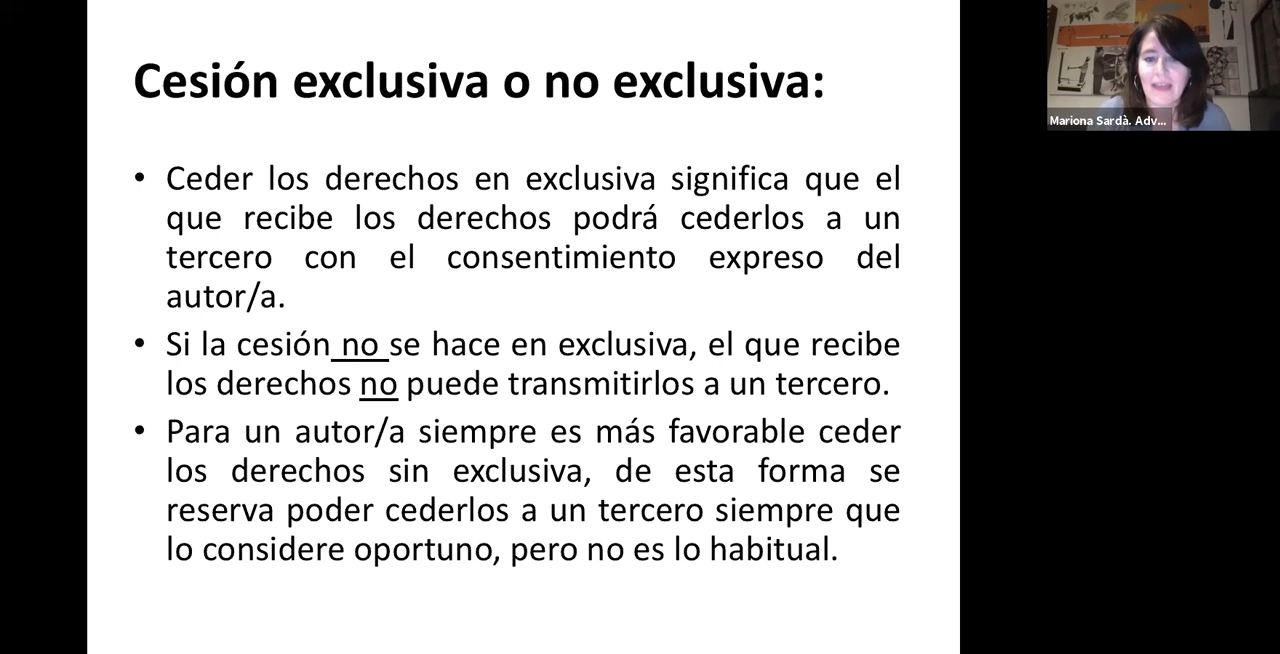 Cesión exclusiva o no exclusiva:
• Ceder los derechos en exclusiva significa que el
que recibe los derechos podrá cederlos a un
tercero con el consentimiento expreso del
autor/a.
• Si la cesión no se hace en exclusiva, el que recibe
los derechos no puede transmitirlos a un tercero.
• Para un autor/a siempre es más favorable ceder
los derechos sin exclusiva, de esta forma se
reserva poder cederlos a un tercero siempre que
lo considere oportuno, pero no es lo habitual.
Mariona Sardà. Adv...